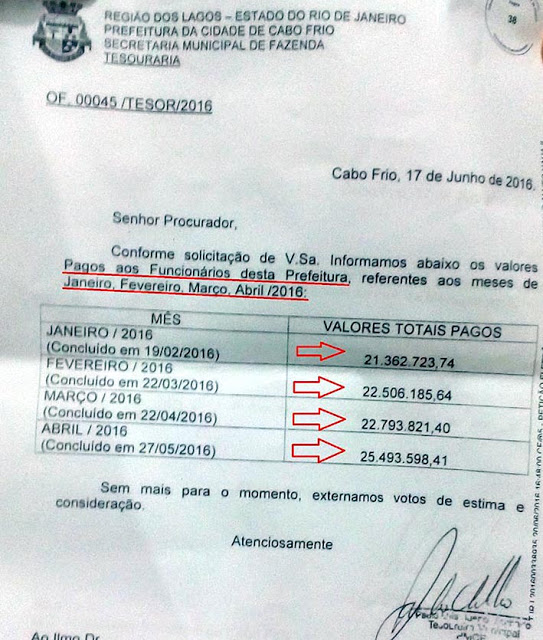 38
REGIÃO DOS LAGOS – ESTADO DO RIO DE JANEIRO
PREFEITURA DA CIDADE DE CABO FRIO
SECRETARIA MUNICIPAL DE FAZENDA
TESOURARIA
OF. 00045 /TESOR/2016
Cabo Frio, 17 de Junho de 2016.
Senhor Procurador,
Conforme solicitação de V.Sa. Informamos abaixo os valores
Pagos aos Funcionários desta Prefeitura, referentes aos meses de
Janeiro, Fevereiro, Março, Abril /2016:
MÊS VALORES TOTAIS PAGOS
JANEIRO / 2016
(Concluído em 19/02/2016) 21.362.723,74
FEVEREIRO / 2016
(Concluído em 22/03/2016) 22.506.185,64
MARÇO / 2016
(Concluído em 22/04/2016) 22.793.821,40
ABRIL / 2016
(Concluído em 27/05/2016) 25.493.598,41
Sem mais para o momento, externamos votos de estima e
consideração.
Atenciosamente
Ao Ilmo Dr